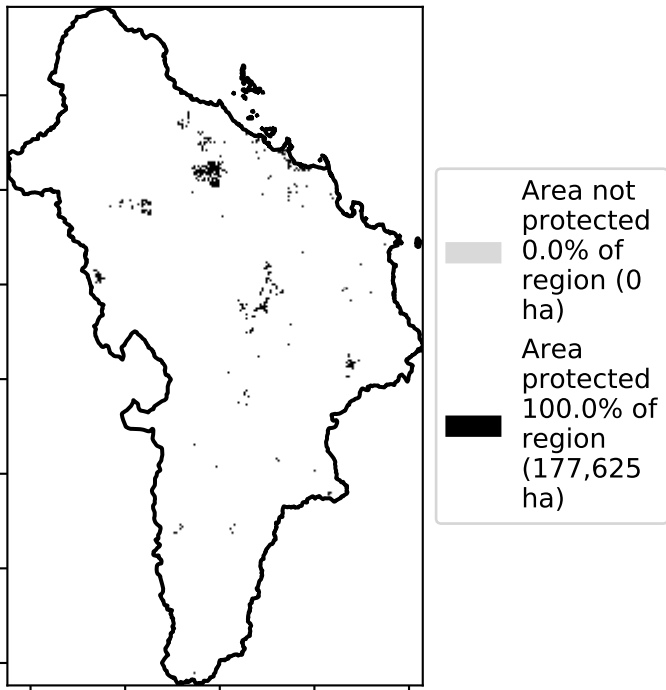 Area not
protected
0.0% of
region (0
ha)
Area
protected
100.0% of
region
(177,625
ha)